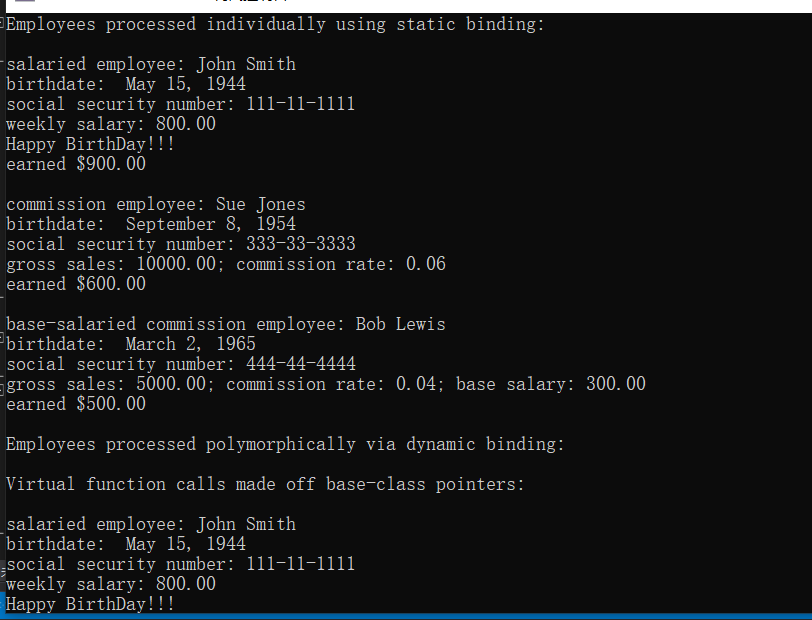 Employees processed individually using static binding:
salaried employee: John Smith
birthdate:  May 15, 1944
social security number: 111-11-1111
weekly salary: 800.00
Happy BirthDay!!!
earned $900.00
commission employee: Sue Jones
birthdate:  September 8, 1954
social security number: 333-33-3333
gross sales: 10000.00; commission rate: 0.06
earned $600.00
base-salaried commission employee: Bob Lewis
birthdate:  March 2, 1965
social security number: 444-44-4444
gross sales: 5000.00; commission rate: 0.04; base salary: 300.00
earned $500.00
Employees processed polymorphically via dynamic binding:
Virtual function calls made off base-class pointers:
salaried employee: John Smith
birthdate:  May 15, 1944
social security number: 111-11-1111
weekly salary: 800.00
Happy BirthDay!!!